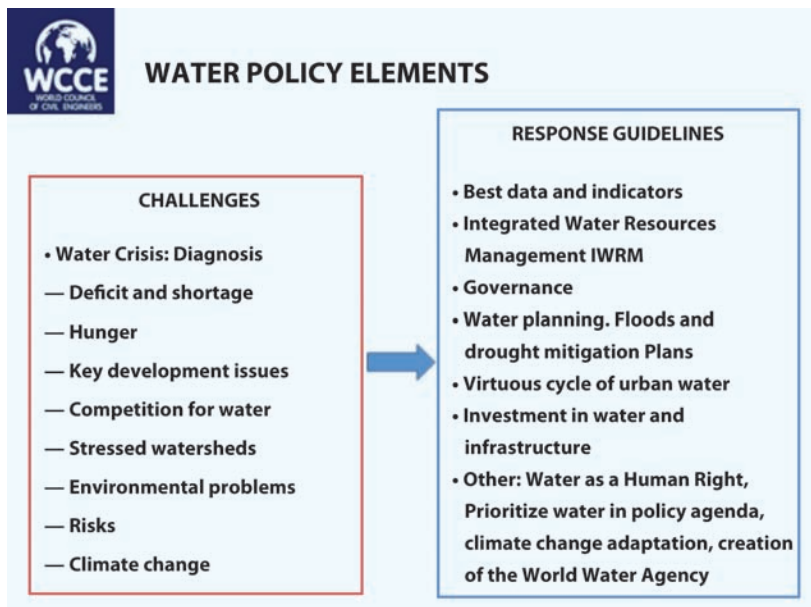 WCCE
WORLD COUNCIL
OF CIVIL ENGINEERS
WATER POLICY ELEMENTS
CHALLENGES
• Water Crisis: Diagnosis
— Deficit and shortage
— Hunger
— Key development issues
— Competition for water
— Stressed watersheds
— Environmental problems
— Risks
— Climate change
RESPONSE GUIDELINES
• Best data and indicators
• Integrated Water Resources
Management IWRM
• Governance
• Water planning. Floods and
drought mitigation Plans
• Virtuous cycle of urban water
• Investment in water and
infrastructure
• Other: Water as a Human Right,
Prioritize water in policy agenda,
climate change adaptation, creation
of the World Water Agency